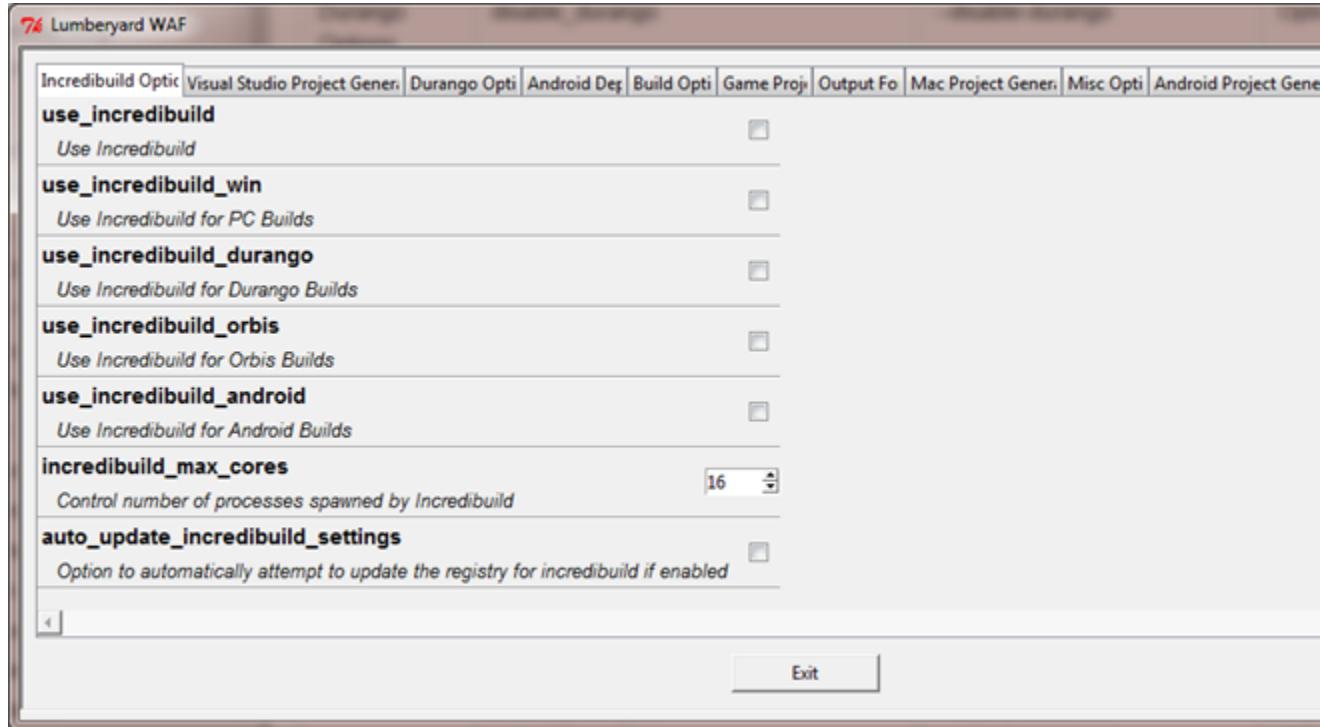 Lumberyard WAF
Incredibuild Optic Visual Studio Project Gener. Durango Opti Android Dep Build Opti Game Proj Output Fo Mac Project Gener. Misc Opti Android Project Gene
use_incredibuild
Use Incredibuild
use_incredibuild_win
Use Incredibuild for PC Builds
use_incredibuild_durango
Use Incredibuild for Durango Builds
use_incredibuild_orbis
Use Incredibuild for Orbis Builds
use_incredibuild_android
Use Incredibuild for Android Builds
incredibuild_max_cores
16
Control number of processes spawned by Incredibuild
auto_update_incredibuild_settings
Option to automatically attempt to update the registry for incredibuild if enabled
Exit